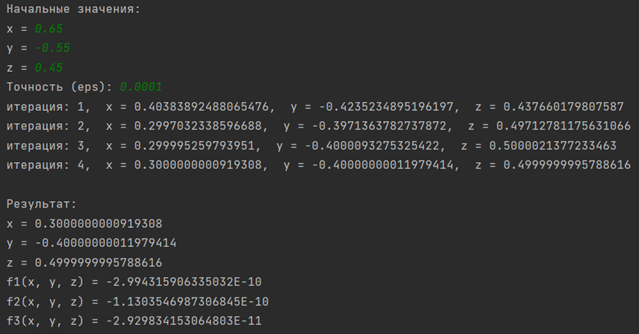 Начальные значения:
x = 0.65
y = -0.55
z = 0.45
Точность (eps): 0.0001
итерация: 1,  x = 0.40383892488065476,  y = -0.4235234895196197,  z = 0.437660179807587
итерация: 2,  x = 0.2997032338596688,  y = -0.3971363782737872,  z = 0.49712781175631066
итерация: 3,  x = 0.299995259793951,  y = -0.4000093275325422,  z = 0.5000021377233463
итерация: 4,  x = 0.3000000000919308,  y = -0.40000000011979414,  z = 0.4999999995788616
Результат:
x = 0.3000000000919308
y = -0.40000000011979414
z = 0.4999999995788616
f1(x, y, z) = -2.994315906335032E-10
f2(x, y, z) = -1.1303546987306845E-10
f3(x, y, z) = -2.929834153064803E-11